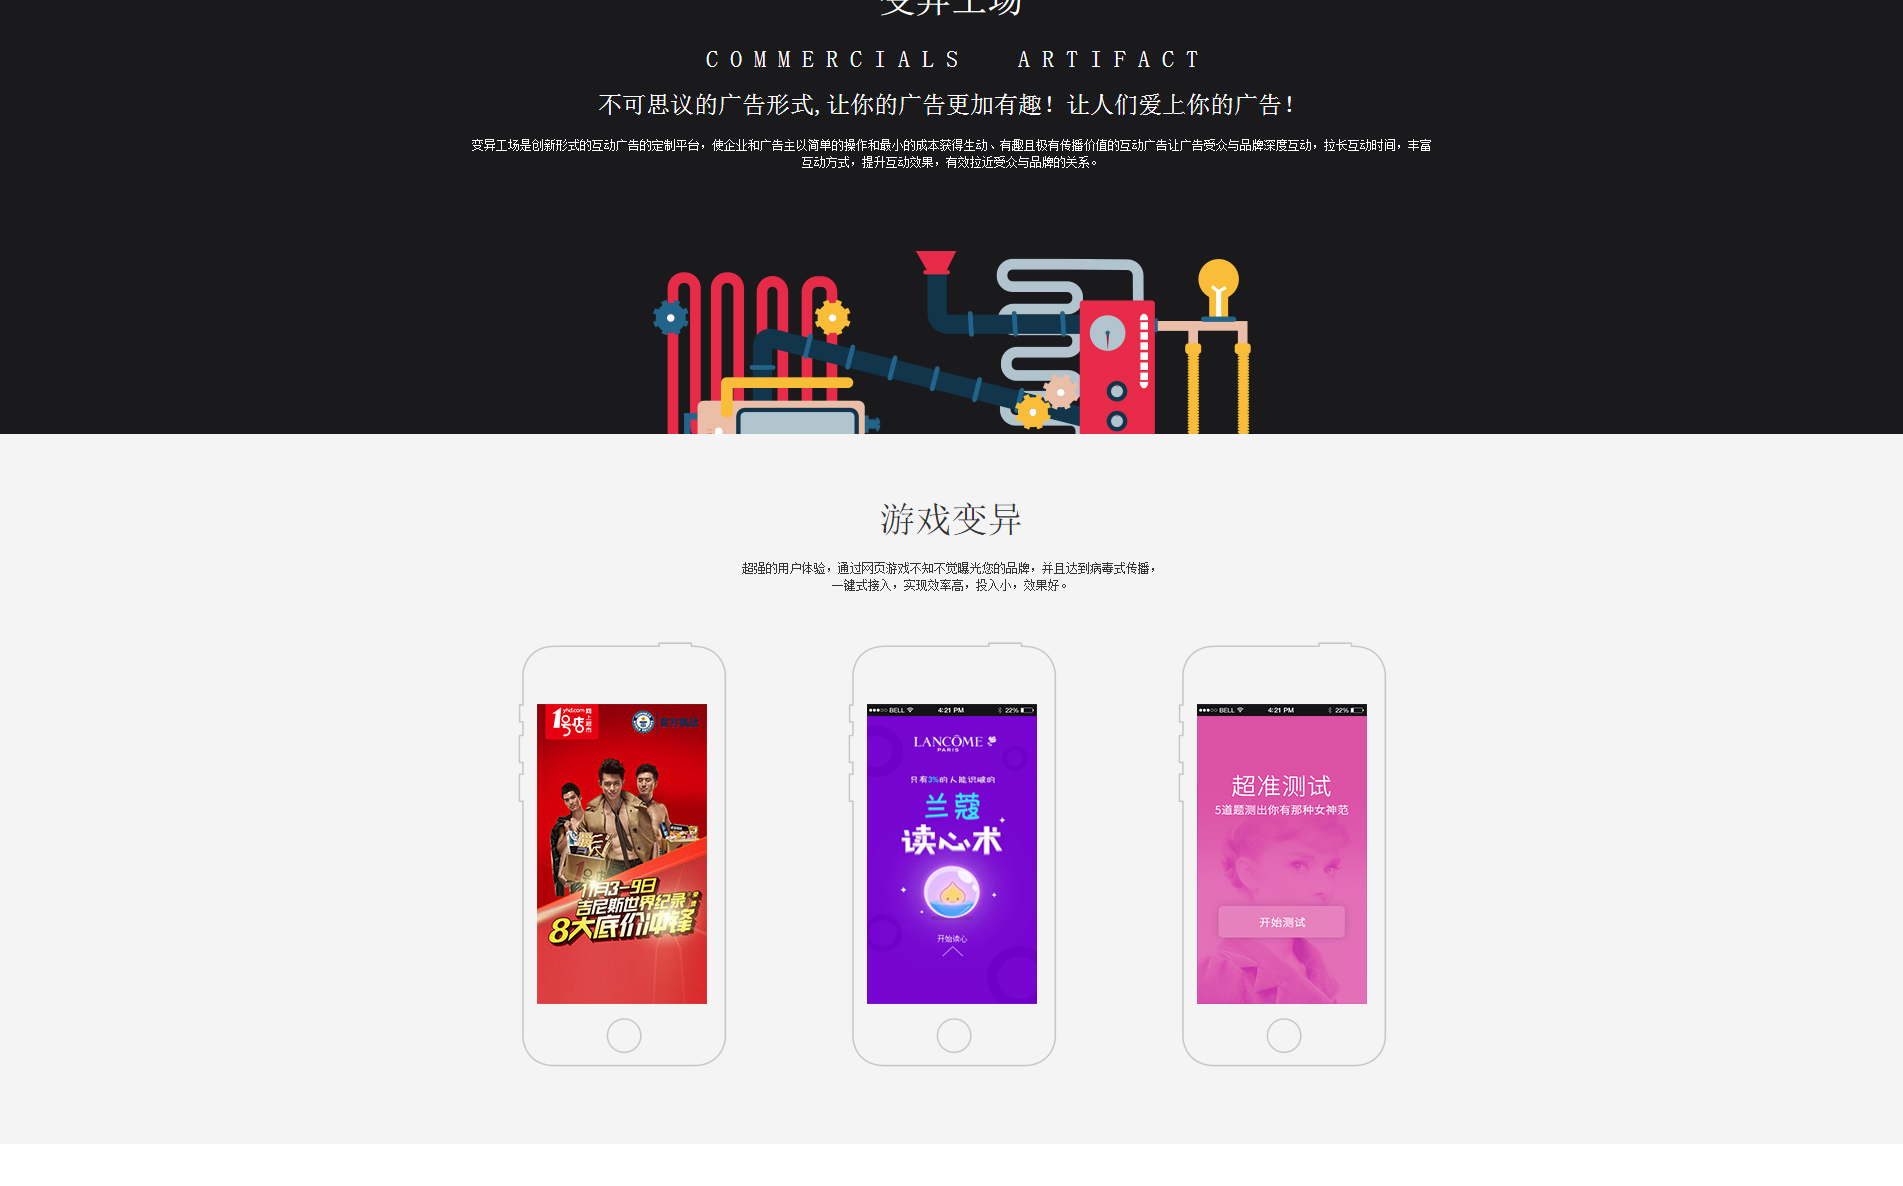 变异工场
COMMERCIALS ARTIFACT
不可思议的广告形式,让你的广告更加有趣！让人们爱上你的广告！
变异工场是创新形式的互动广告的定制平台，使企业和广告主以简单的操作和最小的成本获得生动、有趣且极有传播价值的互动广告让广告受众与品牌深度互动，拉长互动时间，丰富
互动方式，提升互动效果，有效拉近受众与品牌的关系。
游戏变异
超强的用户体验，通过网页游戏不知不觉曝光您的品牌，并且达到病毒式传播，
一键式接入，实现效率高，投入小，效果好。
yhd.com
1号店
网上超市
官方挑战
11月3-9日
吉尼斯世界纪录
8大底价冲锋
BELL 4:21 PM 22%
LANCÔME
PARIS
只有3%的人能识破的
兰蔻
读心术
开始读心
BELL 4:21 PM 22%
超准测试
5道题测出你有那种女神范
开始测试